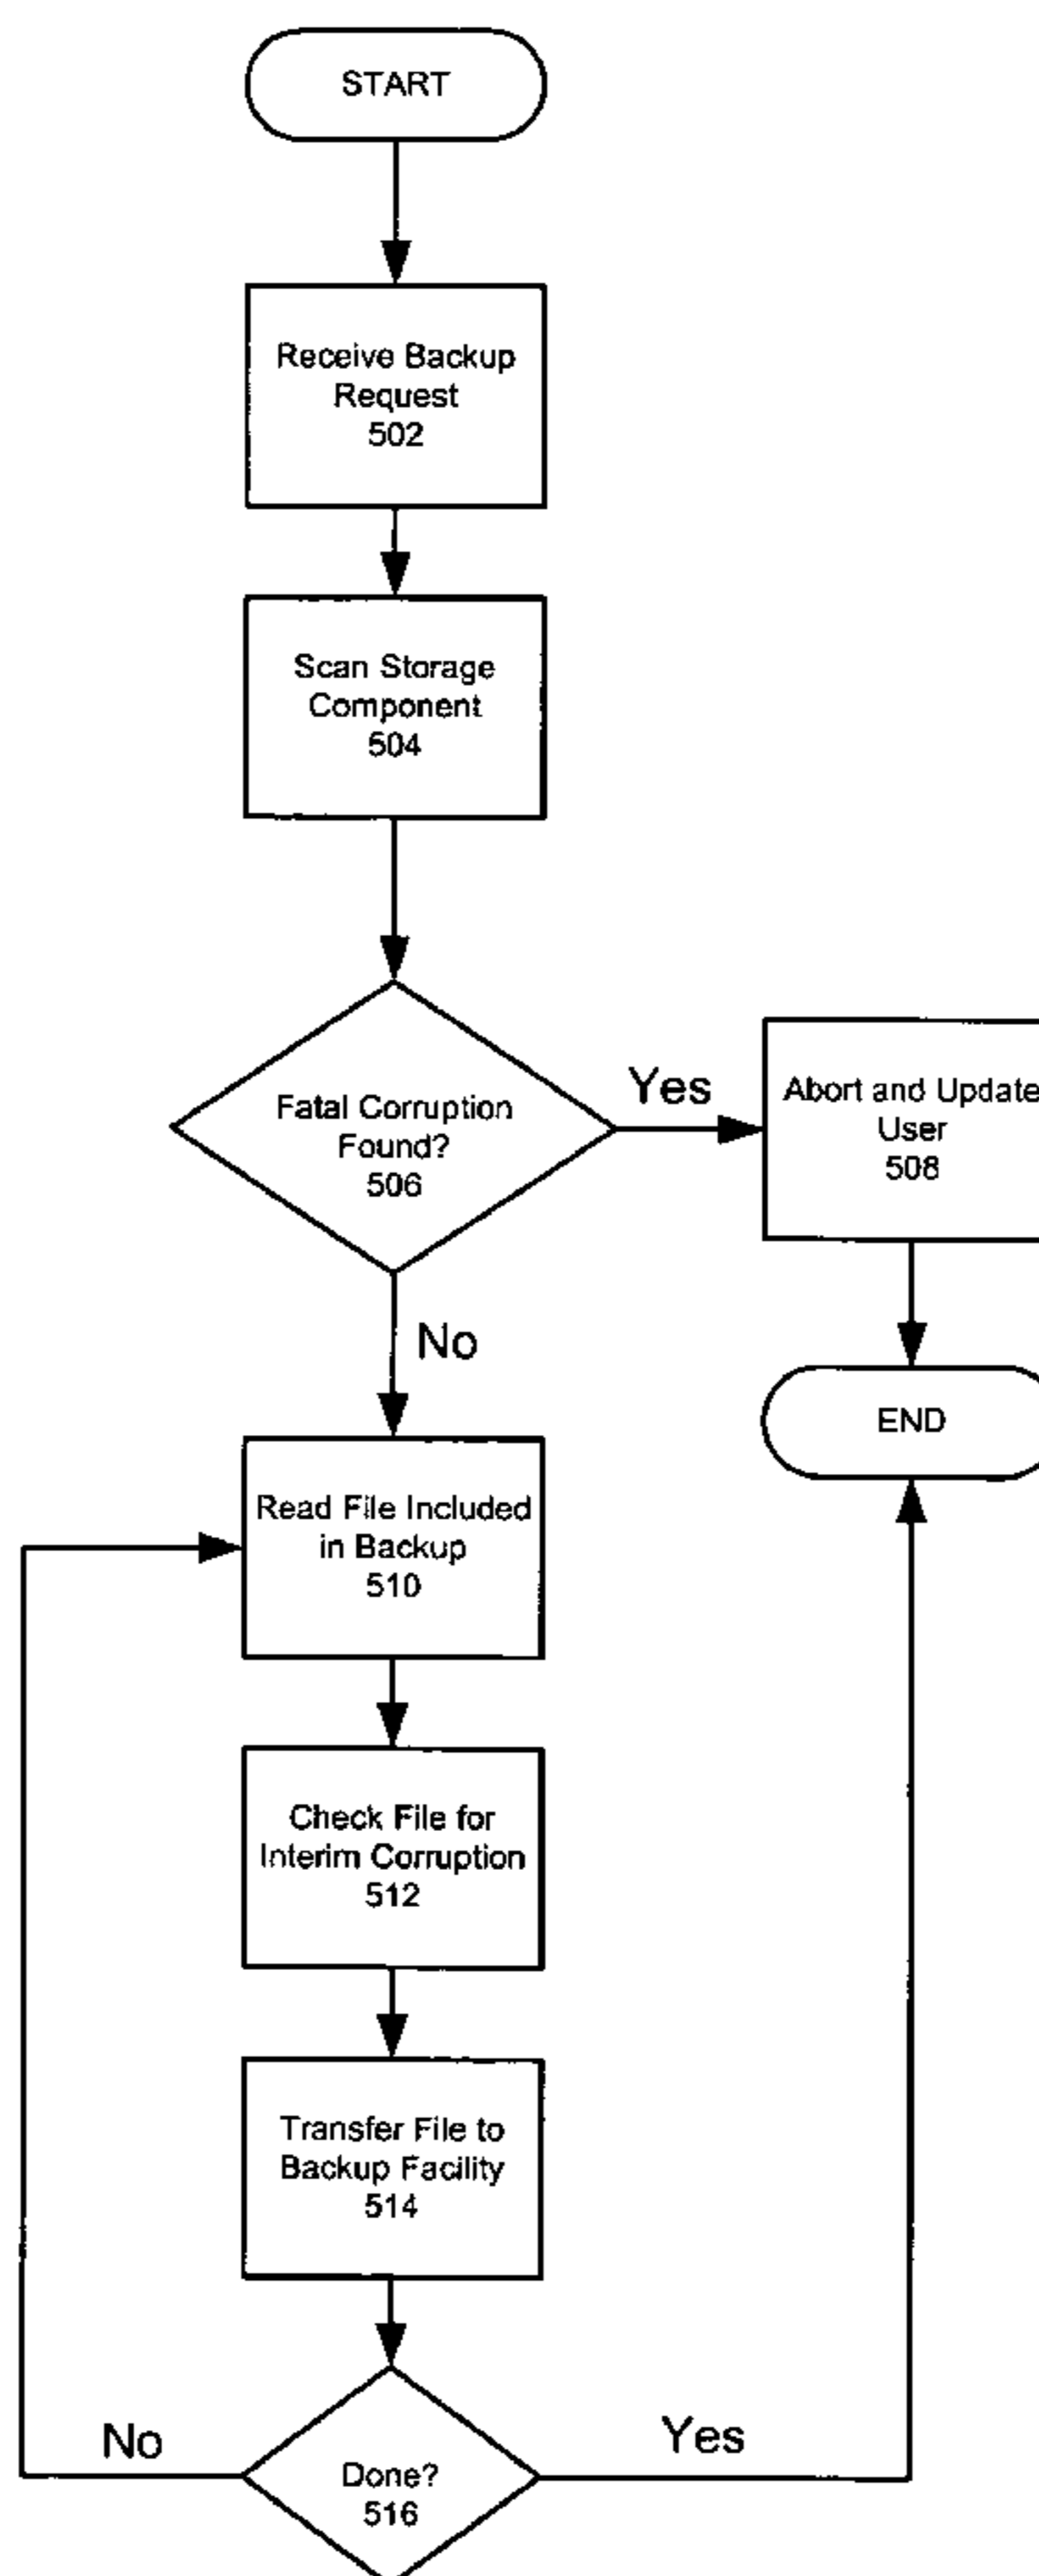 START
Receive Backup
Request
502
Scan Storage
Component
504
Fatal Corruption
Found?
506
Yes
Abort and Update
User
508
No
END
Read File Included
in Backup
510
Check File for
Interim Corruption
512
Transfer File to
Backup Facility
514
No
Done?
516
Yes